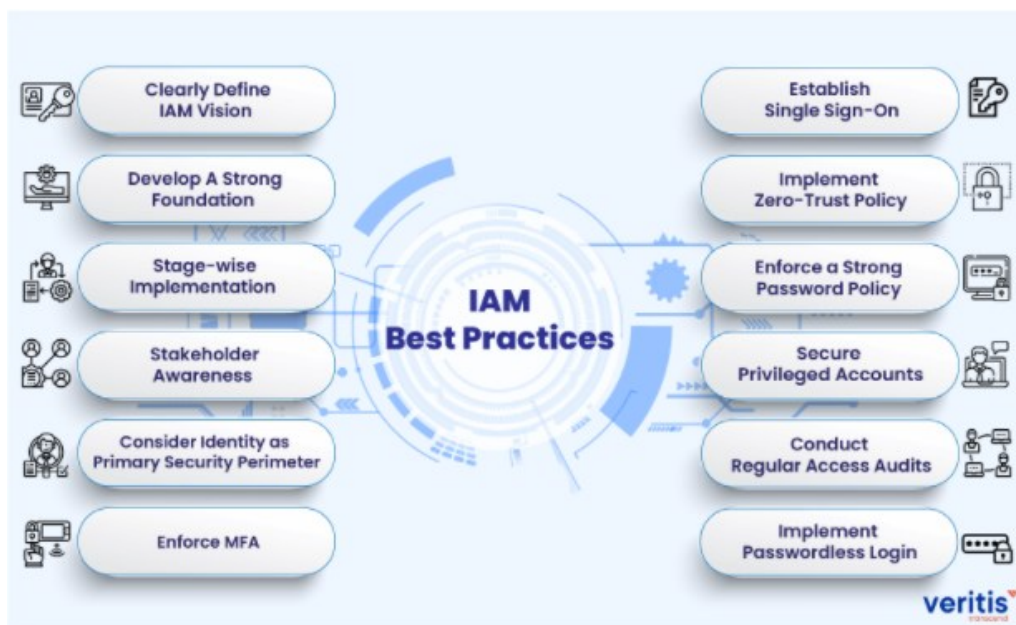 Clearly Define
IAM Vision
Develop A Strong
Foundation
Stage-wise
Implementation
Stakeholder
Awareness
Consider Identity as
Primary Security Perimeter
Enforce MFA
IAM
Best Practices
Establish
Single Sign-On
Implement
Zero-Trust Policy
Enforce a Strong
Password Policy
Secure
Privileged Accounts
Conduct
Regular Access Audits
Implement
Passwordless Login
veritis
transcend